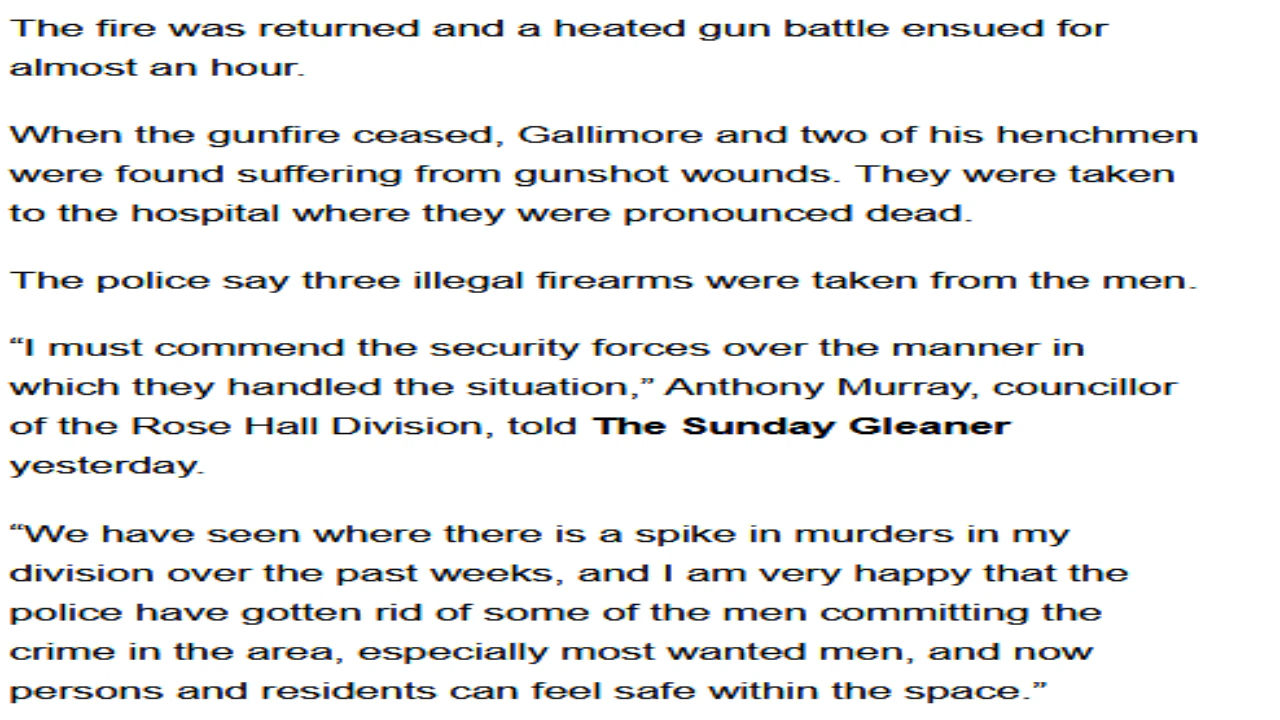 The fire was returned and a heated gun battle ensued for
almost an hour.
When the gunfire ceased, Gallimore and two of his henchmen
were found suffering from gunshot wounds. They were taken
to the hospital where they were pronounced dead.
The police say three illegal firearms were taken from the men.
“I must commend the security forces over the manner in
which they handled the situation,” Anthony Murray, councillor
of the Rose Hall Division, told The Sunday Gleaner
yesterday.
“We have seen where there is a spike in murders in my
division over the past weeks, and I am very happy that the
police have gotten rid of some of the men committing the
crime in the area, especially most wanted men, and now
persons and residents can feel safe within the space.”